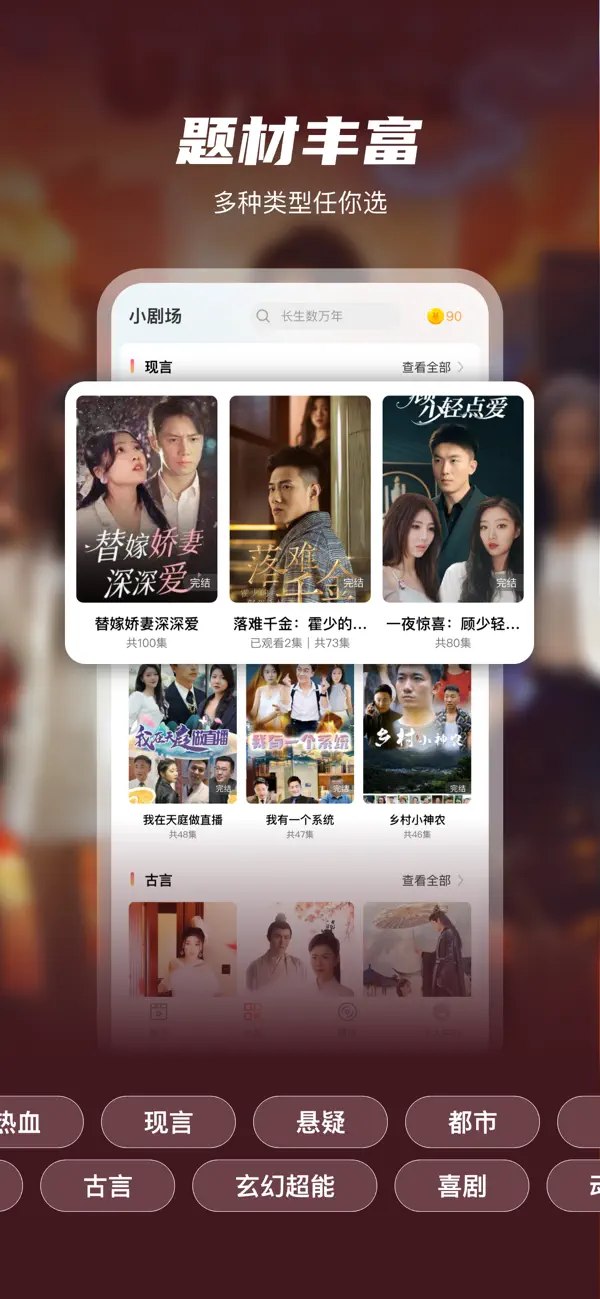 题材丰富
多种类型任你选
小剧场
长生数万年
90
现言
查看全部
顾少轻点爱
替嫁娇妻
深深爱
完结
落难
千金
完结
完结
替嫁娇妻深深爱
落难千金：霍少的...
一夜惊喜：顾少轻...
共100集
已观看2集｜共73集
共80集
我在天庭做直播
我有一个系统
乡村小神农
完结
完结
完结
我在天庭做直播
我有一个系统
乡村小神农
共48集
共47集
共46集
古言
查看全部
热血
现言
悬疑
都市
古言
玄幻超能
喜剧